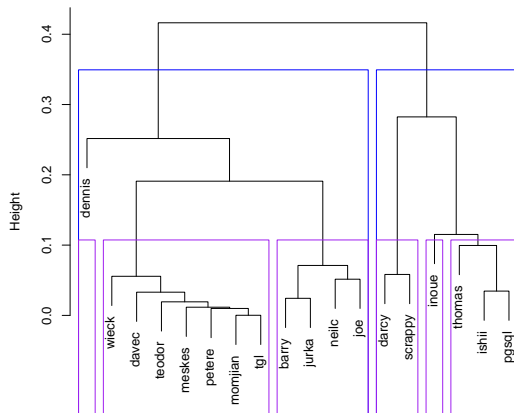 Height
0.4
0.3
0.2
0.1
0.0
dennis
wieck
davec
teodor
meskes
petere
momjian
tgl
barry
jurka
neilc
joe
darcy
scrappy
inoue
thomas
ishii
pgsql